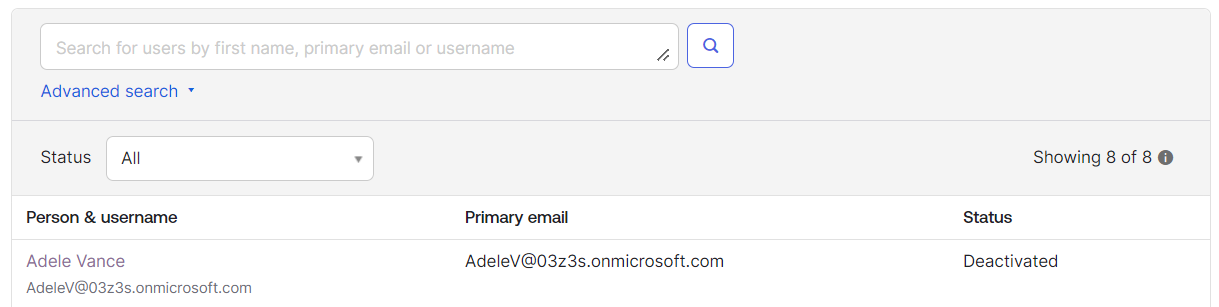 Search for users by first name, primary email or username
Advanced search
Status All Showing 8 of 8
Person & username Primary email Status
Adele Vance AdeleV@03z3s.onmicrosoft.com Deactivated
AdeleV@03z3s.onmicrosoft.com